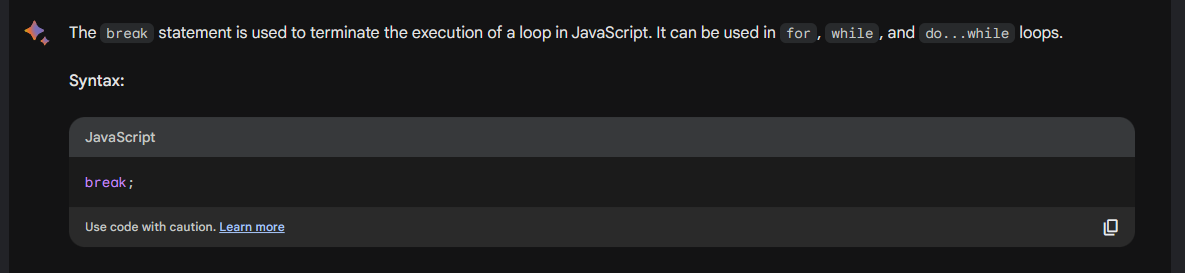 The break statement is used to terminate the execution of a loop in JavaScript. It can be used in for, while, and do...while loops.
Syntax:
JavaScript
break;
Use code with caution. Learn more